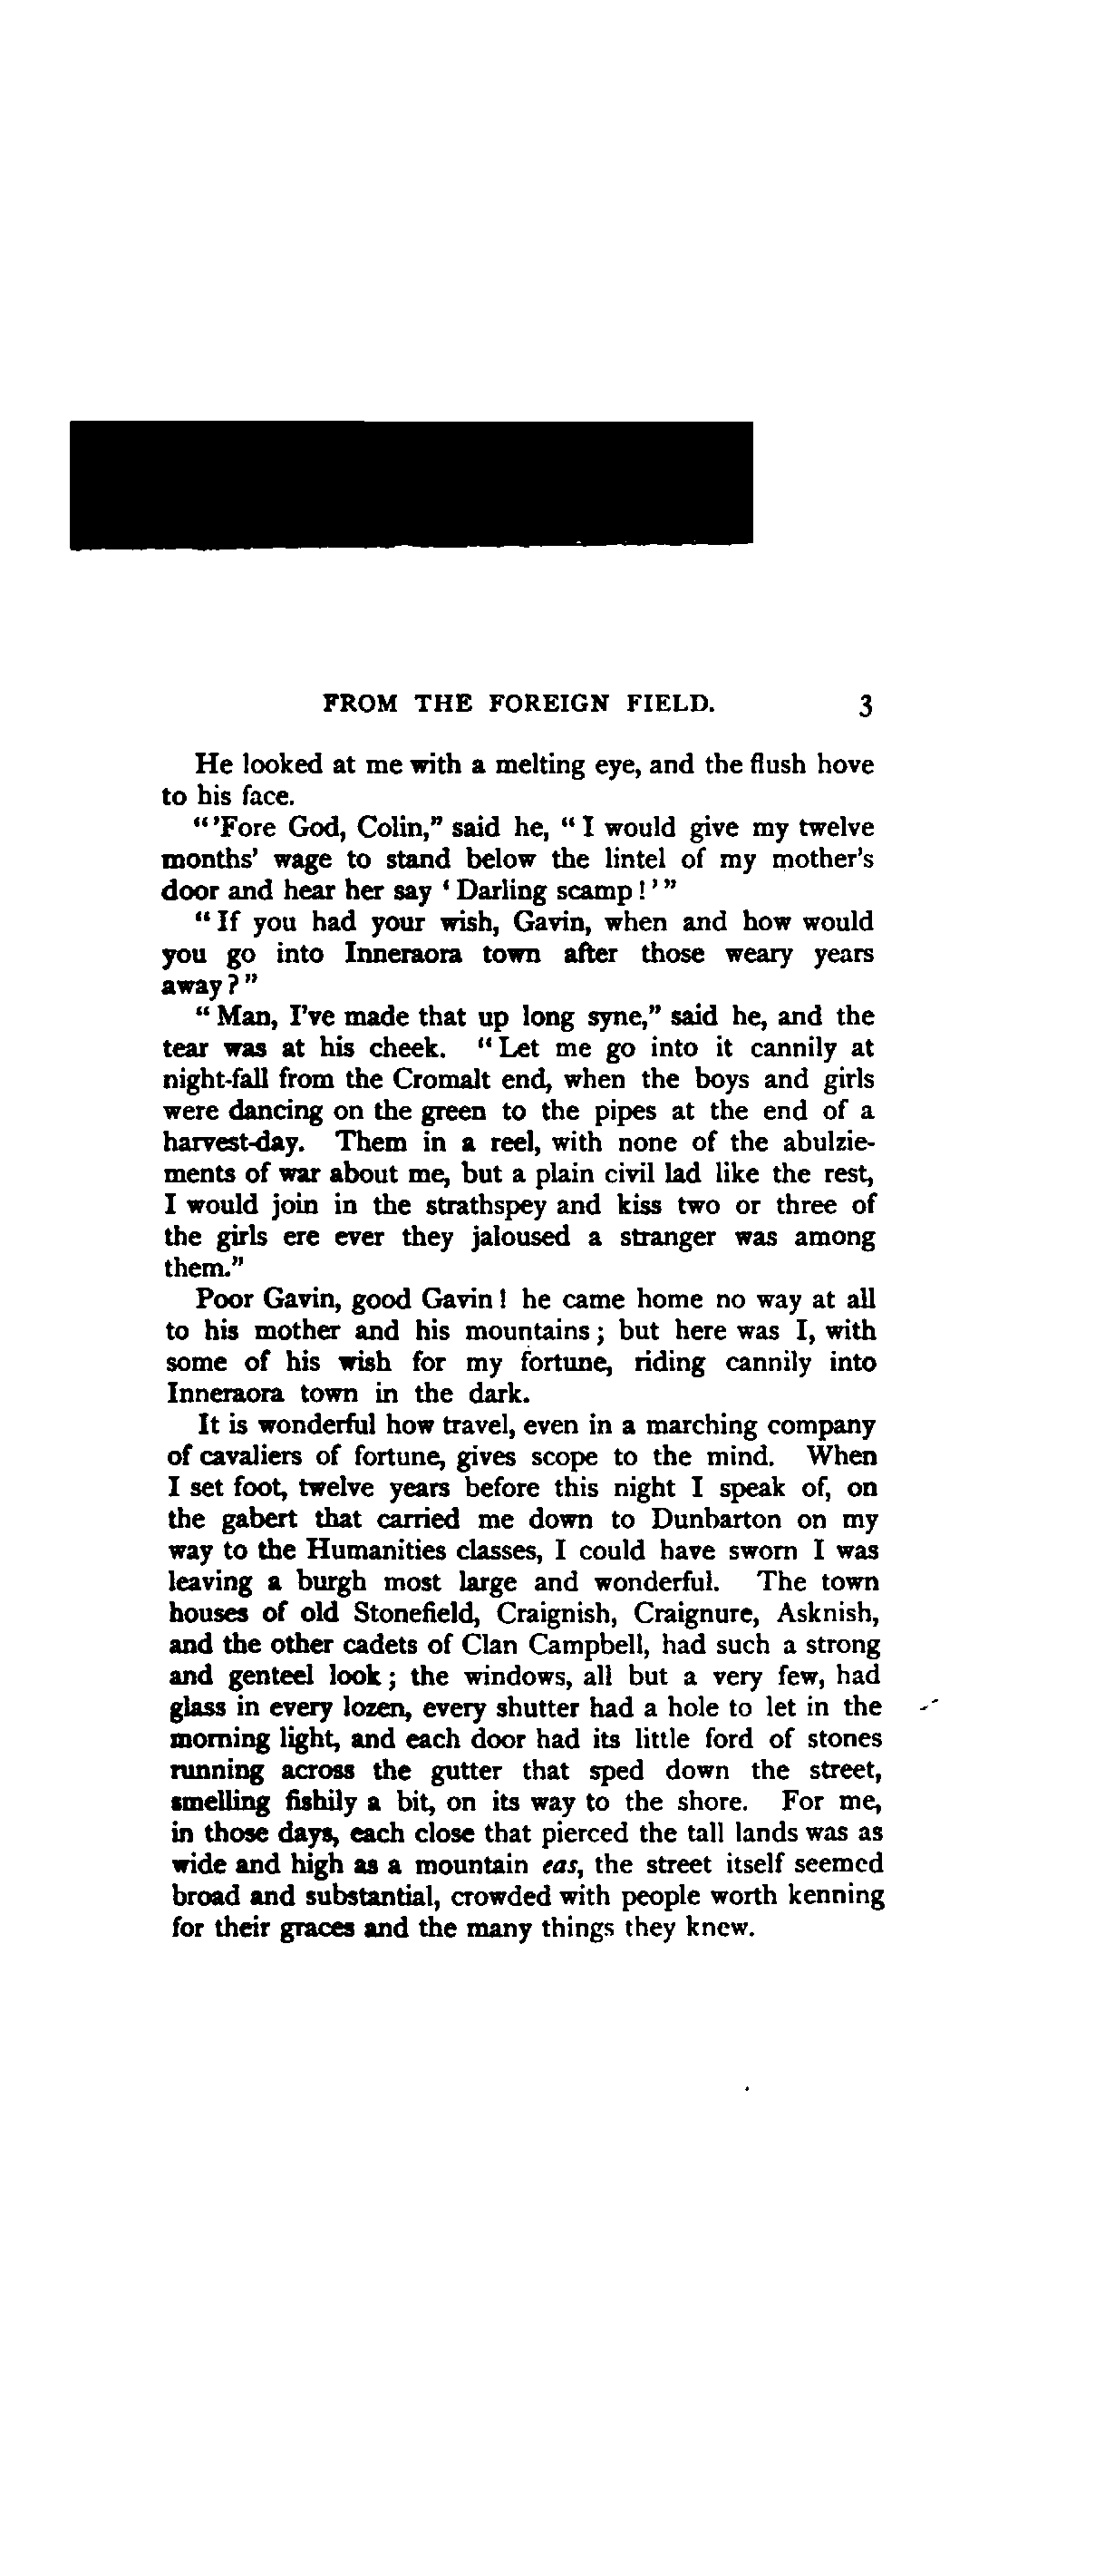 FROM THE FOREIGN FIELD. 3
He looked at me with a melting eye, and the flush hove
to his face.
"'Fore God, Colin," said he, "I would give my twelve
months' wage to stand below the lintel of my mother's
door and hear her say 'Darling scamp!'"
"If you had your wish, Gavin, when and how would
you go into Inneraora town after those weary years
away?"
"Man, I've made that up long syne," said he, and the
tear was at his cheek. "Let me go into it cannily at
night-fall from the Cromalt end, when the boys and girls
were dancing on the green to the pipes at the end of a
harvest-day. Them in a reel, with none of the abulzie-
ments of war about me, but a plain civil lad like the rest,
I would join in the strathspey and kiss two or three of
the girls ere ever they jaloused a stranger was among
them."
Poor Gavin, good Gavin! he came home no way at all
to his mother and his mountains; but here was I, with
some of his wish for my fortune, riding cannily into
Inneraora town in the dark.
It is wonderful how travel, even in a marching company
of cavaliers of fortune, gives scope to the mind. When
I set foot, twelve years before this night I speak of, on
the gabert that carried me down to Dunbarton on my
way to the Humanities classes, I could have sworn I was
leaving a burgh most large and wonderful. The town
houses of old Stonefield, Craignish, Craignure, Asknish,
and the other cadets of Clan Campbell, had such a strong
and genteel look; the windows, all but a very few, had
glass in every lozen, every shutter had a hole to let in the
morning light, and each door had its little ford of stones
running across the gutter that sped down the street,
smelling fishily a bit, on its way to the shore. For me,
in those days, each close that pierced the tall lands was as
wide and high as a mountain eas, the street itself seemed
broad and substantial, crowded with people worth kenning
for their graces and the many things they knew.